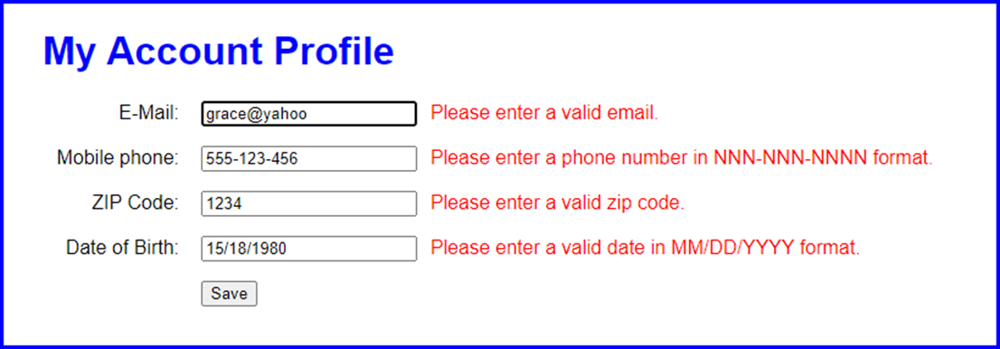 My Account Profile
E-Mail: grace@yahoo Please enter a valid email.
Mobile phone: 555-123-456 Please enter a phone number in NNN-NNN-NNNN format.
ZIP Code: 1234 Please enter a valid zip code.
Date of Birth: 15/18/1980 Please enter a valid date in MM/DD/YYYY format.
Save